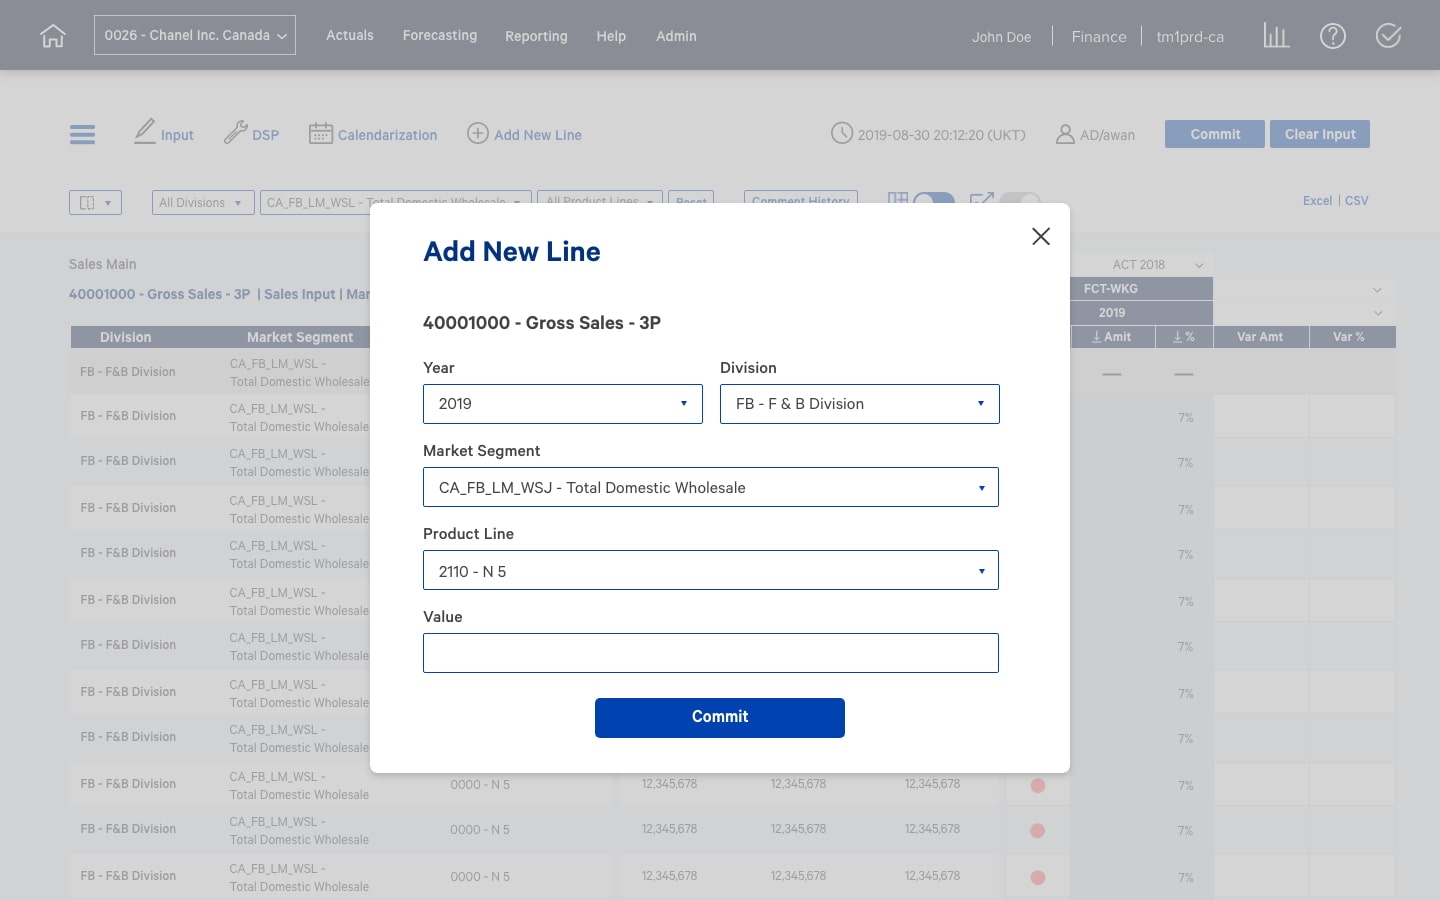 0026 - Chanel Inc. Canada
Actuals
Forecasting
Reporting
Help
Admin
John Doe
Finance
tm1prd-ca
Input
DSP
Calendarization
Add New Line
2019-08-30 20:12:20 (UKT)
AD/awan
Commit
Clear Input
All Divisions
CA_FB_LM_WSL - Total Domestic Wholesale
All Product Lines
Reset
Comment History
Excel | CSV
Sales Main
40001000 - Gross Sales - 3P | Sales Input | Mar
ACT 2018
FCT-WKG
2019
Division
Market Segment
Amit
%
Var Amt
Var %
Add New Line
40001000 - Gross Sales - 3P
Year
2019
Division
FB - F & B Division
Market Segment
CA_FB_LM_WSJ - Total Domestic Wholesale
Product Line
2110 - N 5
Value
Commit
FB - F&B Division
CA_FB_LM_WSL -
Total Domestic Wholesale
FB - F&B Division
CA_FB_LM_WSL -
Total Domestic Wholesale
7%
FB - F&B Division
CA_FB_LM_WSL -
Total Domestic Wholesale
7%
FB - F&B Division
CA_FB_LM_WSL -
Total Domestic Wholesale
7%
FB - F&B Division
CA_FB_LM_WSL -
Total Domestic Wholesale
7%
FB - F&B Division
CA_FB_LM_WSL -
Total Domestic Wholesale
7%
FB - F&B Division
CA_FB_LM_WSL -
Total Domestic Wholesale
7%
FB - F&B Division
CA_FB_LM_WSL -
Total Domestic Wholesale
7%
FB - F&B Division
CA_FB_LM_WSL -
Total Domestic Wholesale
7%
FB - F&B Division
CA_FB_LM_WSL -
Total Domestic Wholesale
0000 - N 5
12,345,678
12,345,678
12,345,678
7%
FB - F&B Division
CA_FB_LM_WSL -
Total Domestic Wholesale
0000 - N 5
12,345,678
12,345,678
12,345,678
7%
FB - F&B Division
CA_FB_LM_WSL -
Total Domestic Wholesale
0000 - N 5
12,345,678
12,345,678
12,345,678
7%